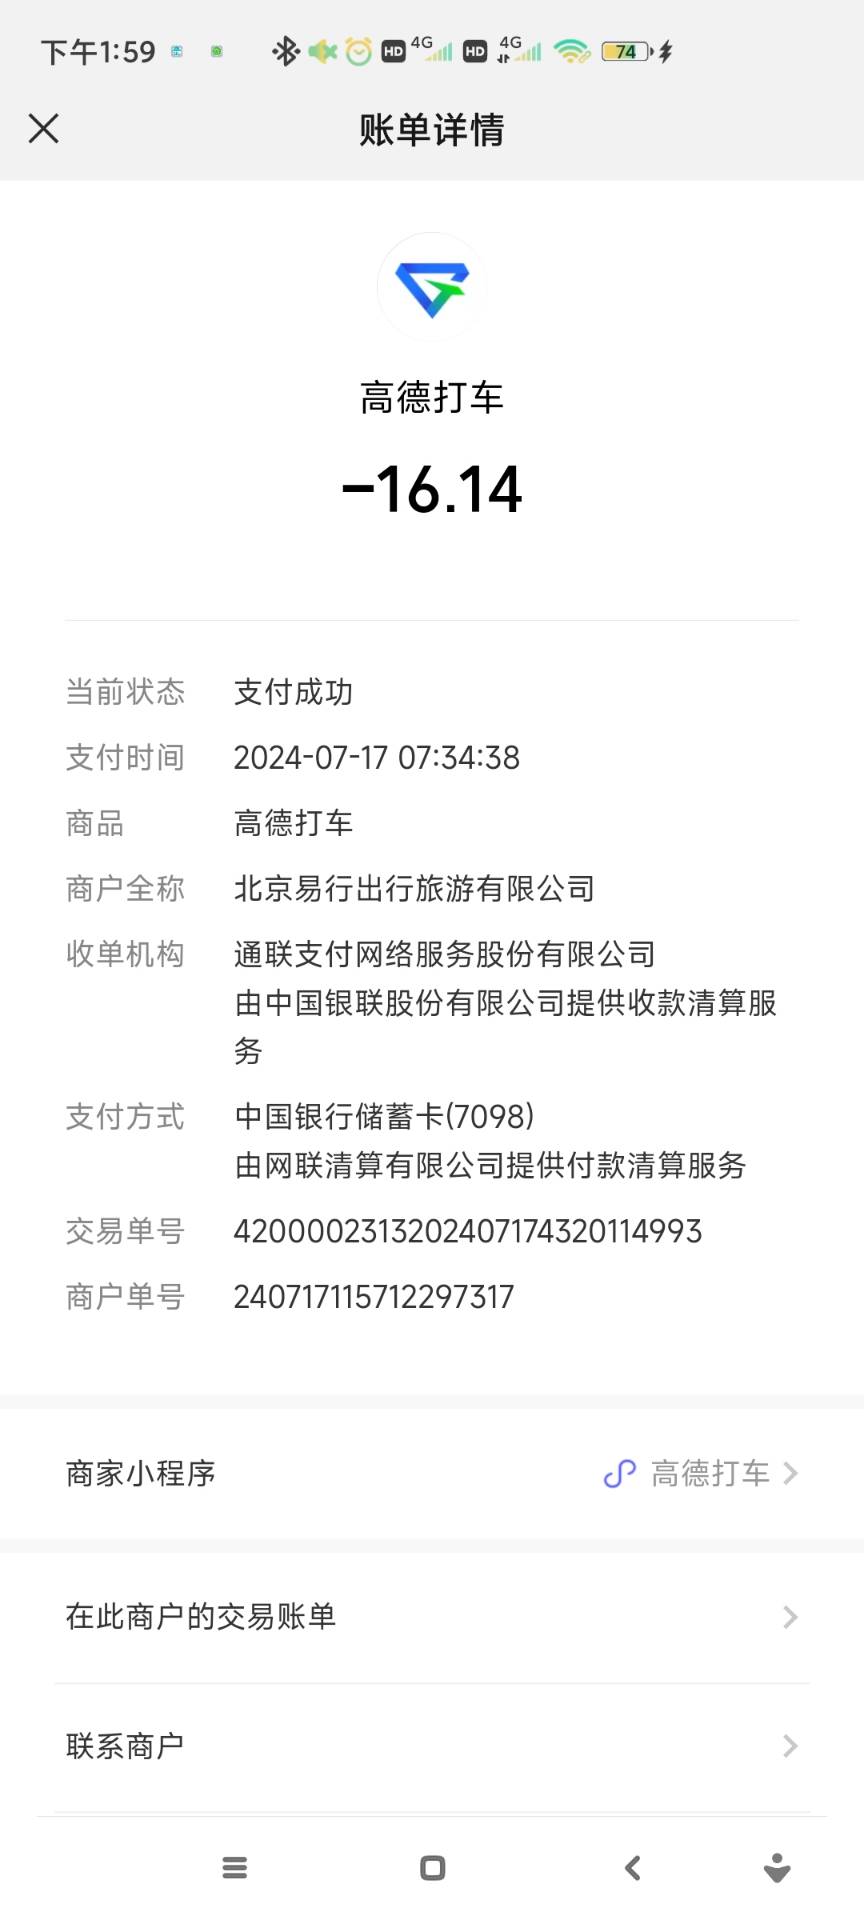 下午1:59
HD 4G HD 4G 74
账单详情
高德打车
-16.14
当前状态 支付成功
支付时间 2024-07-17 07:34:38
商品 高德打车
商户全称 北京易行出行旅游有限公司
收单机构 通联支付网络服务股份有限公司
由中国银联股份有限公司提供收款清算服
务
支付方式 中国银行储蓄卡(7098)
由网联清算有限公司提供付款清算服务
交易单号 4200002313202407174320114993
商户单号 240717115712297317
商家小程序 高德打车
在此商户的交易账单
联系商户